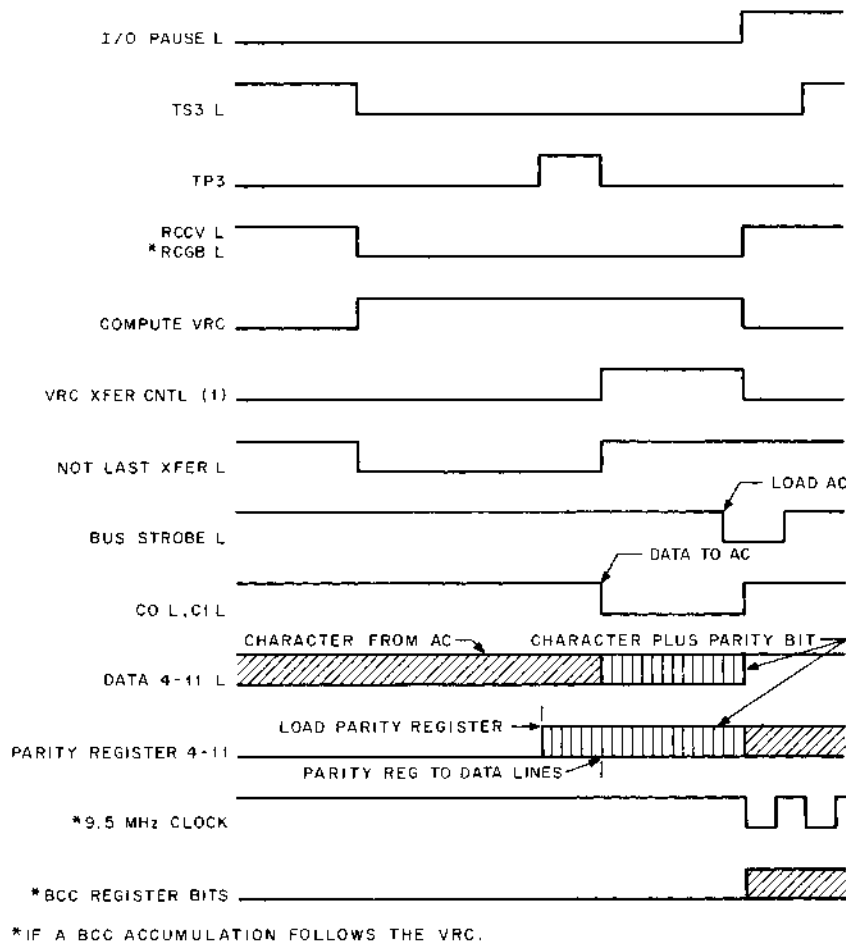 I/O PAUSE L
TS3 L
TP3
RCCV L
*RCGB L
COMPUTE VRC
VRC XFER CNTL (1)
NOT LAST XFER L
LOAD AC
BUS STROBE L
DATA TO AC
CO L, C1 L
CHARACTER FROM AC
CHARACTER PLUS PARITY BIT
DATA 4-11 L
LOAD PARITY REGISTER
PARITY REGISTER 4-11
PARITY REG TO DATA LINES
*9.5 MHz CLOCK
*BCC REGISTER BITS
*IF A BCC ACCUMULATION FOLLOWS THE VRC.